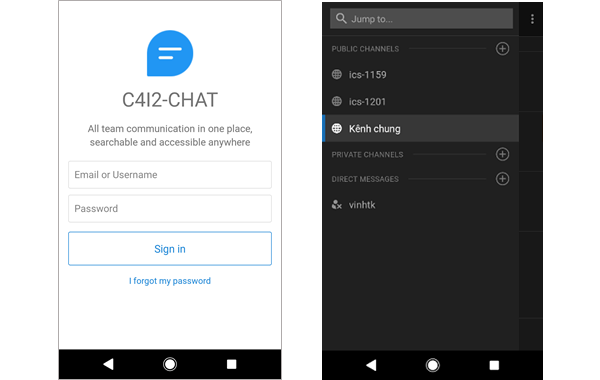 C4I2-CHAT
All team communication in one place,
searchable and accessible anywhere
Email or Username
Password
Sign in
I forgot my password
Jump to...
PUBLIC CHANNELS
ics-1159
ics-1201
Kênh chung
PRIVATE CHANNELS
DIRECT MESSAGES
vinhtk